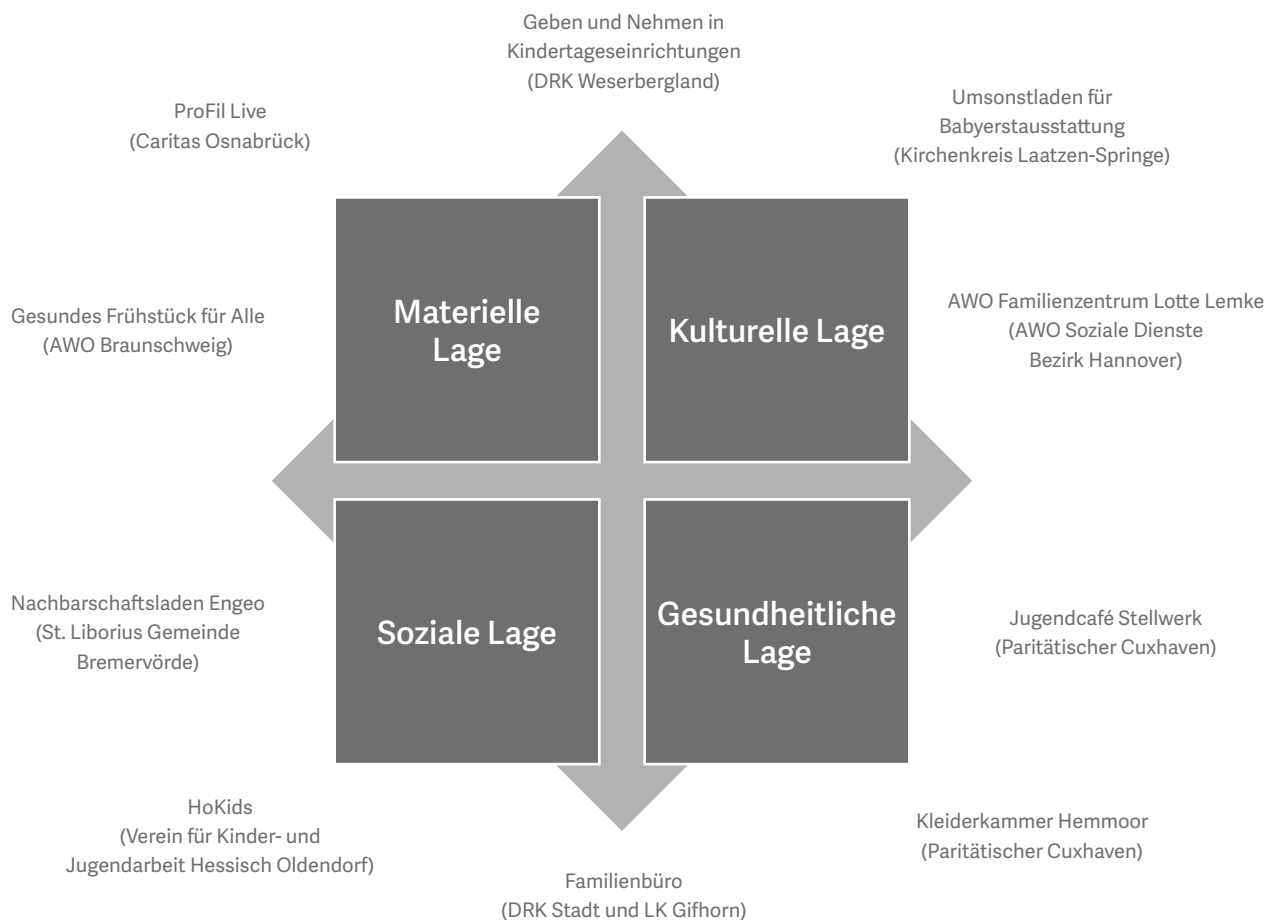 Geben und Nehmen in
Kindertageseinrichtungen
(DRK Weserbergland)
ProFil Live
(Caritas Osnabrück)
Umsonstladen für
Babyerstausstattung
(Kirchenkreis Laatzen-Springe)
Gesundes Frühstück für Alle
(AWO Braunschweig)
Materielle
Lage
Kulturelle Lage
AWO Familienzentrum Lotte Lemke
(AWO Soziale Dienste
Bezirk Hannover)
Nachbarschaftsladen Engeo
(St. Liborius Gemeinde
Bremervörde)
Soziale Lage
Gesundheitliche
Lage
Jugendcafé Stellwerk
(Paritätischer Cuxhaven)
HoKids
(Verein für Kinder- und
Jugendarbeit Hessisch Oldendorf)
Familienbüro
(DRK Stadt und LK Gifhorn)
Kleiderkammer Hemmoor
(Paritätischer Cuxhaven)